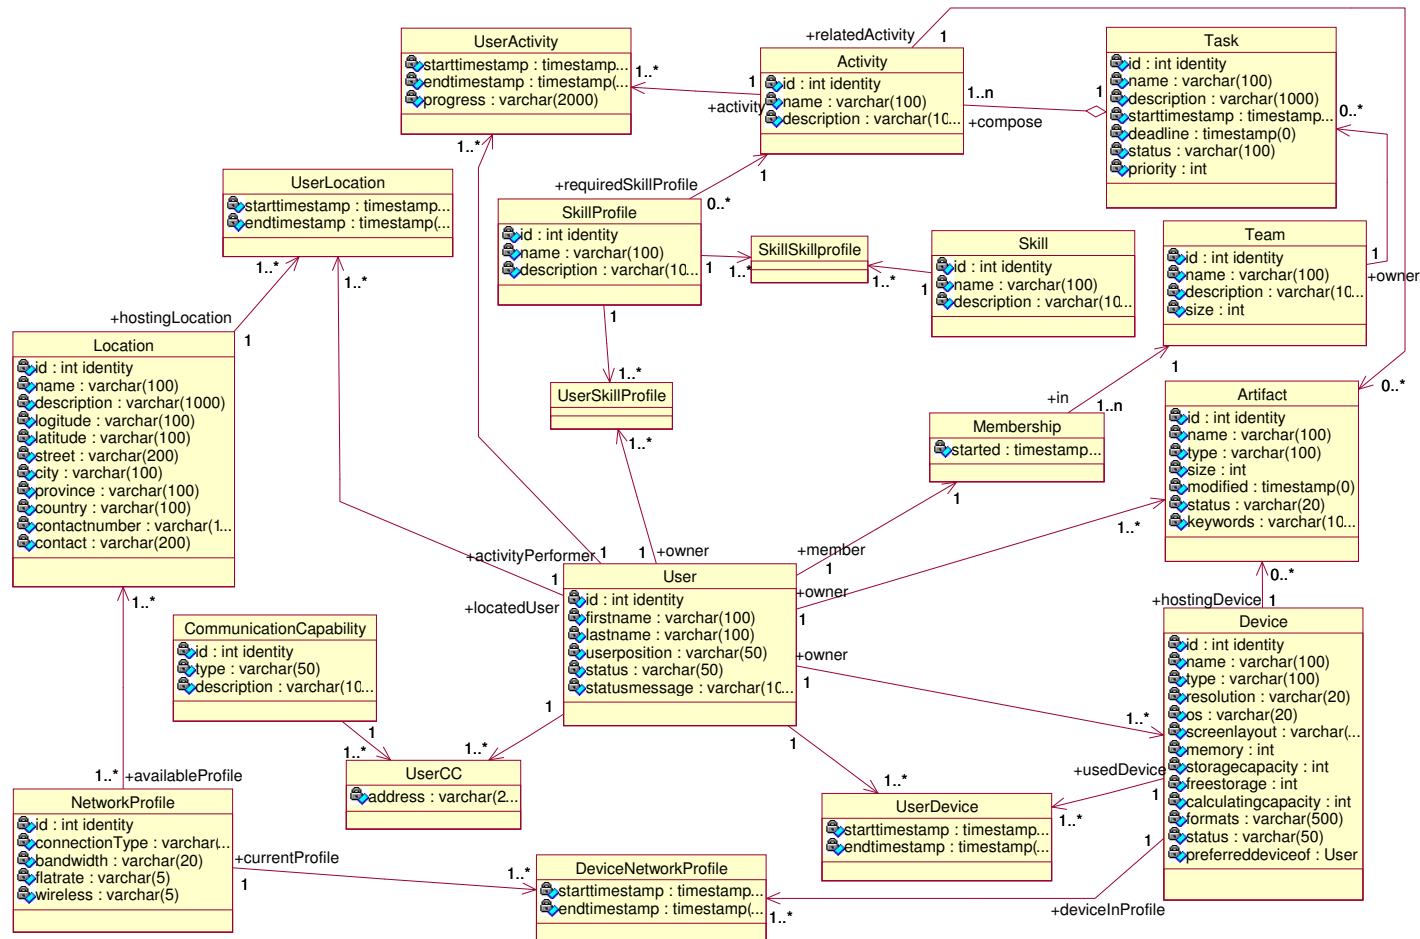 UserActivity
starttimestamp : timestamp...
endtimestamp : timestamp(...
progress : varchar(2000)
1..*
1..*
+relatedActivity
1
Activity
id : int identity
name : varchar(100)
description : varchar(10...
1
+activity
1..n
+compose
1
Task
id : int identity
name : varchar(100)
description : varchar(1000)
starttimestamp : timestamp...
deadline : timestamp(0)
status : varchar(100)
priority : int
1
0..*
UserLocation
starttimestamp : timestamp...
endtimestamp : timestamp(...
1..*
1..*
+requiredSkillProfile
0..*
SkillProfile
id : int identity
name : varchar(100)
description : varchar(10...
1
1
SkillSkillprofile
1..*
1..*
Skill
id : int identity
name : varchar(100)
description : varchar(10...
1
Team
id : int identity
name : varchar(100)
description : varchar(10...
size : int
1
+owner
1
+hostingLocation
1
Location
id : int identity
name : varchar(100)
description : varchar(1000)
logitude : varchar(100)
latitude : varchar(100)
street : varchar(200)
city : varchar(100)
province : varchar(100)
country : varchar(100)
contactnumber : varchar(1...
contact : varchar(200)
1..*
1..*
UserSkillProfile
1..*
+in
1..n
Membership
started : timestamp...
1
0..*
Artifact
id : int identity
name : varchar(100)
type : varchar(100)
size : int
modified : timestamp(0)
status : varchar(20)
keywords : varchar(10...
1..*
0..*
+activityPerformer
1
1
+owner
+member
1
1
+locatedUser
User
id : int identity
firstname : varchar(100)
lastname : varchar(100)
userposition : varchar(50)
status : varchar(50)
statusmessage : varchar(10...
+owner
1
+owner
1
1
1
CommunicationCapability
id : int identity
type : varchar(50)
description : varchar(10...
1
1..*
1..*
UserCC
address : varchar(2...
+hostingDevice
1
Device
id : int identity
name : varchar(100)
type : varchar(100)
resolution : varchar(20)
os : varchar(20)
screenlayout : varchar(...
memory : int
storagecapacity : int
freestorage : int
calculatingcapacity : int
formats : varchar(500)
status : varchar(50)
preferreddeviceof : User
1..*
+usedDevice
1
1
1..*
UserDevice
starttimestamp : timestamp...
endtimestamp : timestamp(...
1..*
1..*
+availableProfile
NetworkProfile
id : int identity
connectionType : varchar(...
bandwidth : varchar(20)
flatrate : varchar(5)
wireless : varchar(5)
+currentProfile
1
1..*
DeviceNetworkProfile
starttimestamp : timestamp...
endtimestamp : timestamp(...
1..*
+deviceInProfile